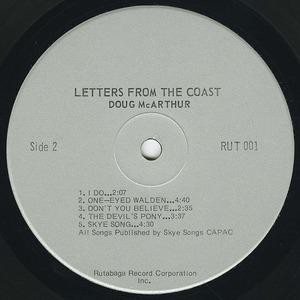 LETTERS FROM THE COAST
DOUG McARTHUR
Side 2
RUT 001
1. I DO...2:07
2. ONE—EYED WALDEN...4:40
3. DON'T YOU BELIEVE...2:35
4. THE DEVIL'S PONY...3:37
5. SKYE SONG...4:30
All Songs Published by Skye Songs CAPAC
Rutabaga Record Corporation
Inc.